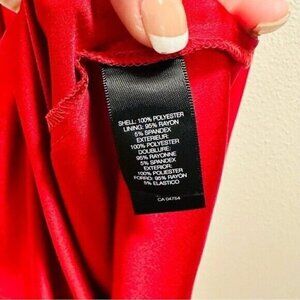 SHELL: 100% POLYESTER
LINING: 95% RAYON
5% SPANDEX
EXTERIEUR:
100% POLYESTER
DOUBLURE:
95% RAYONNE
5% SPANDEX
EXTERIOR:
100% POLIESTER
FORRO: 95% RAYON
5% ELASTICO
CA 04754